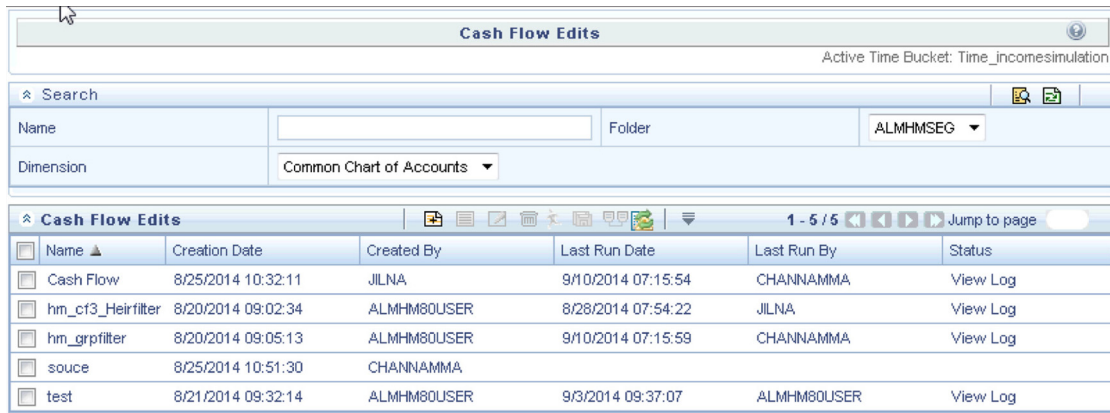 Cash Flow Edits
Active Time Bucket: Time_incomesimulation
Search
Name Folder ALMHMSEG
Dimension Common Chart of Accounts
Cash Flow Edits 1 - 5 / 5 Jump to page
Name Creation Date Created By Last Run Date Last Run By Status
Cash Flow 8/25/2014 10:32:11 JILNA 9/10/2014 07:15:54 CHANNAMMA View Log
hm_cf3_Heirfilter 8/20/2014 09:02:34 ALMHM80USER 8/28/2014 07:54:22 JILNA View Log
hm_grpfilter 8/20/2014 09:05:13 ALMHM80USER 9/10/2014 07:15:59 CHANNAMMA View Log
souce 8/25/2014 10:51:30 CHANNAMMA
test 8/21/2014 09:32:14 ALMHM80USER 9/3/2014 09:37:07 ALMHM80USER View Log